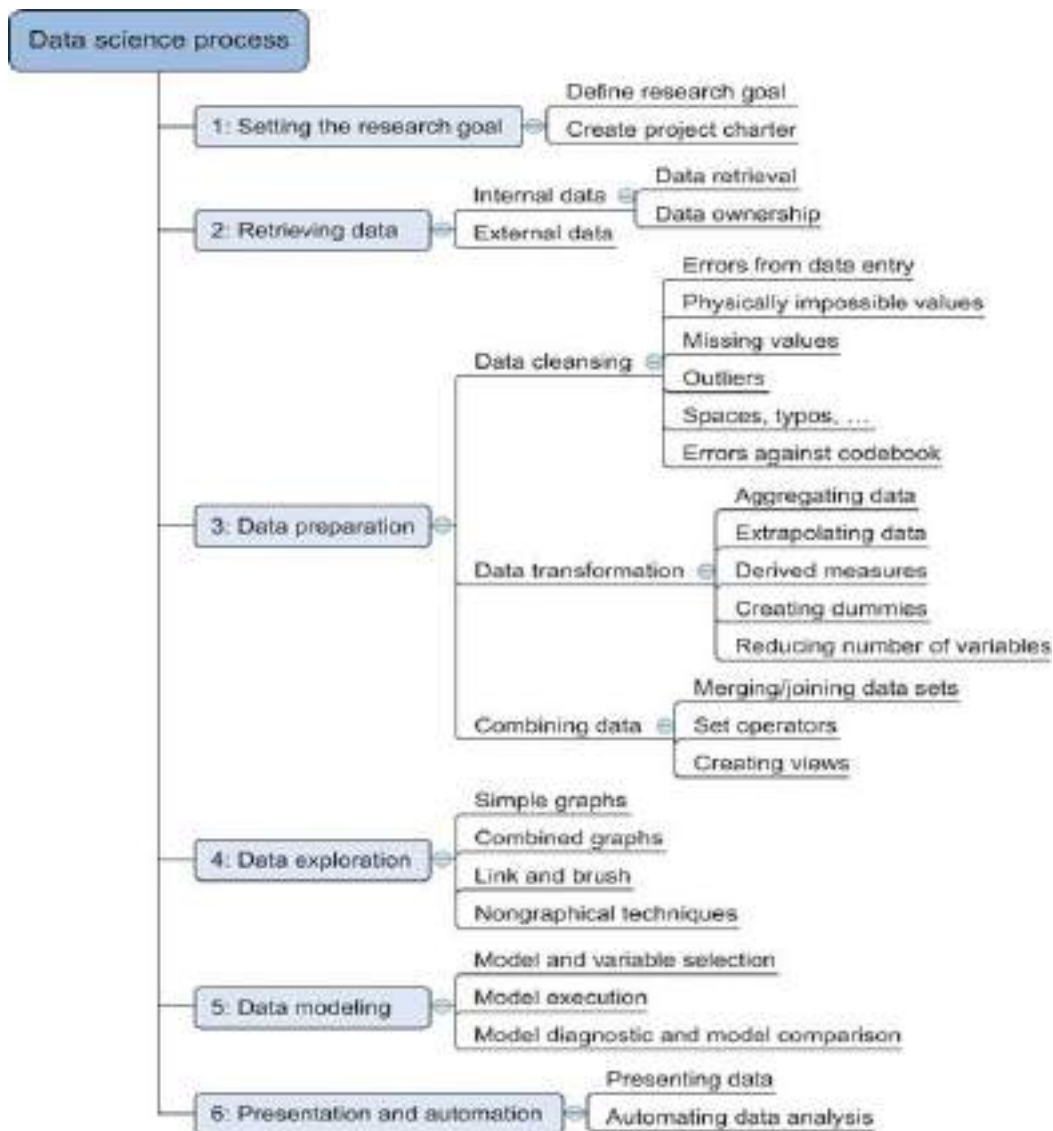 Data science process
1: Setting the research goal
Define research goal
Create project charter
2: Retrieving data
Internal data
Data retrieval
Data ownership
External data
3: Data preparation
Data cleansing
Errors from data entry
Physically impossible values
Missing values
Outliers
Spaces, typos, …
Errors against codebook
Data transformation
Aggregating data
Extrapolating data
Derived measures
Creating dummies
Reducing number of variables
Combining data
Merging/joining data sets
Set operators
Creating views
4: Data exploration
Simple graphs
Combined graphs
Link and brush
Nongraphical techniques
5: Data modeling
Model and variable selection
Model execution
Model diagnostic and model comparison
6: Presentation and automation
Presenting data
Automating data analysis